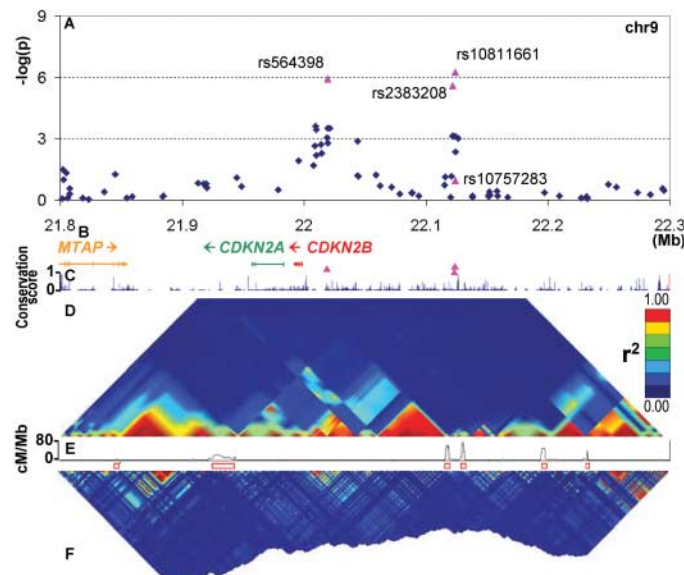 A
chr9
-log(p)
9
6
3
0
rs564398
rs10811661
rs2383208
rs10757283
21.8
21.9
22
22.1
22.2
22.3
(Mb)
B
MTAP →
← CDKN2A
← CDKN2B
C
Conservation
score
1
0
D
1.00
r²
0.00
E
cM/Mb
80
0
F